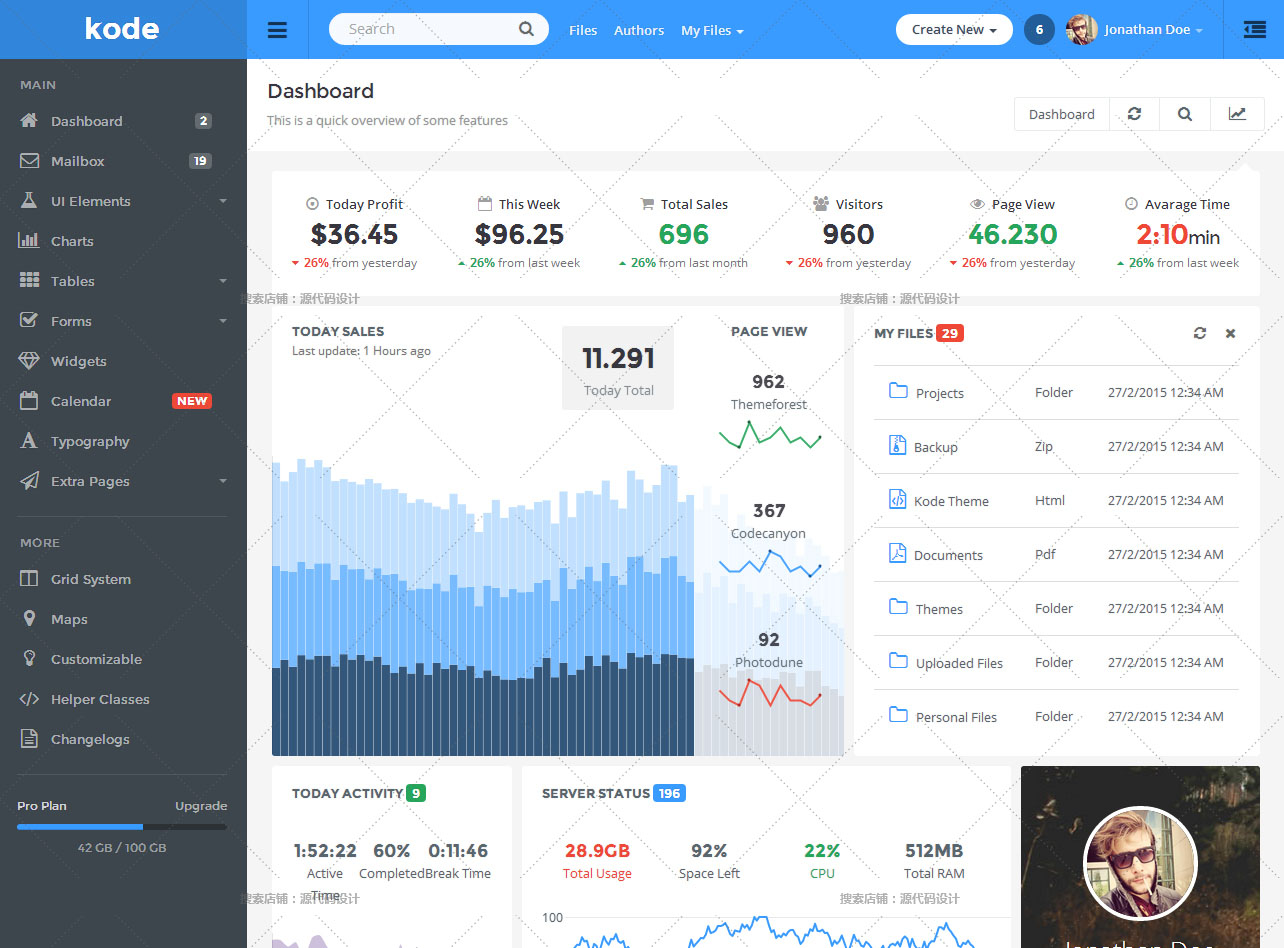 kode
Search
Files
Authors
My Files
Create New
6
Jonathan Doe
MAIN
Dashboard 2
Mailbox 19
UI Elements
Charts
Tables
Forms
Widgets
Calendar NEW
Typography
Extra Pages
MORE
Grid System
Maps
Customizable
Helper Classes
Changelogs
Pro Plan Upgrade
42 GB / 100 GB
Dashboard
This is a quick overview of some features
Dashboard
Today Profit
$36.45
26% from yesterday
This Week
$96.25
26% from last week
Total Sales
696
26% from last month
Visitors
960
26% from yesterday
Page View
46.230
26% from yesterday
Avarage Time
2:10min
26% from last week
搜索店铺：源代码设计
搜索店铺：源代码设计
TODAY SALES
Last update: 1 Hours ago
11.291
Today Total
PAGE VIEW
962
Themeforest
367
Codecanyon
92
Photodune
MY FILES 29
Projects Folder 27/2/2015 12:34 AM
Backup Zip 27/2/2015 12:34 AM
Kode Theme Html 27/2/2015 12:34 AM
Documents Pdf 27/2/2015 12:34 AM
Themes Folder 27/2/2015 12:34 AM
Uploaded Files Folder 27/2/2015 12:34 AM
Personal Files Folder 27/2/2015 12:34 AM
TODAY ACTIVITY 9
1:52:22 60% 0:11:46
Active Completed Break Time
Time
SERVER STATUS 196
28.9GB 92% 22% 512MB
Total Usage Space Left CPU Total RAM
搜索店铺：源代码设计
搜索店铺：源代码设计
100
Jonathan Doe